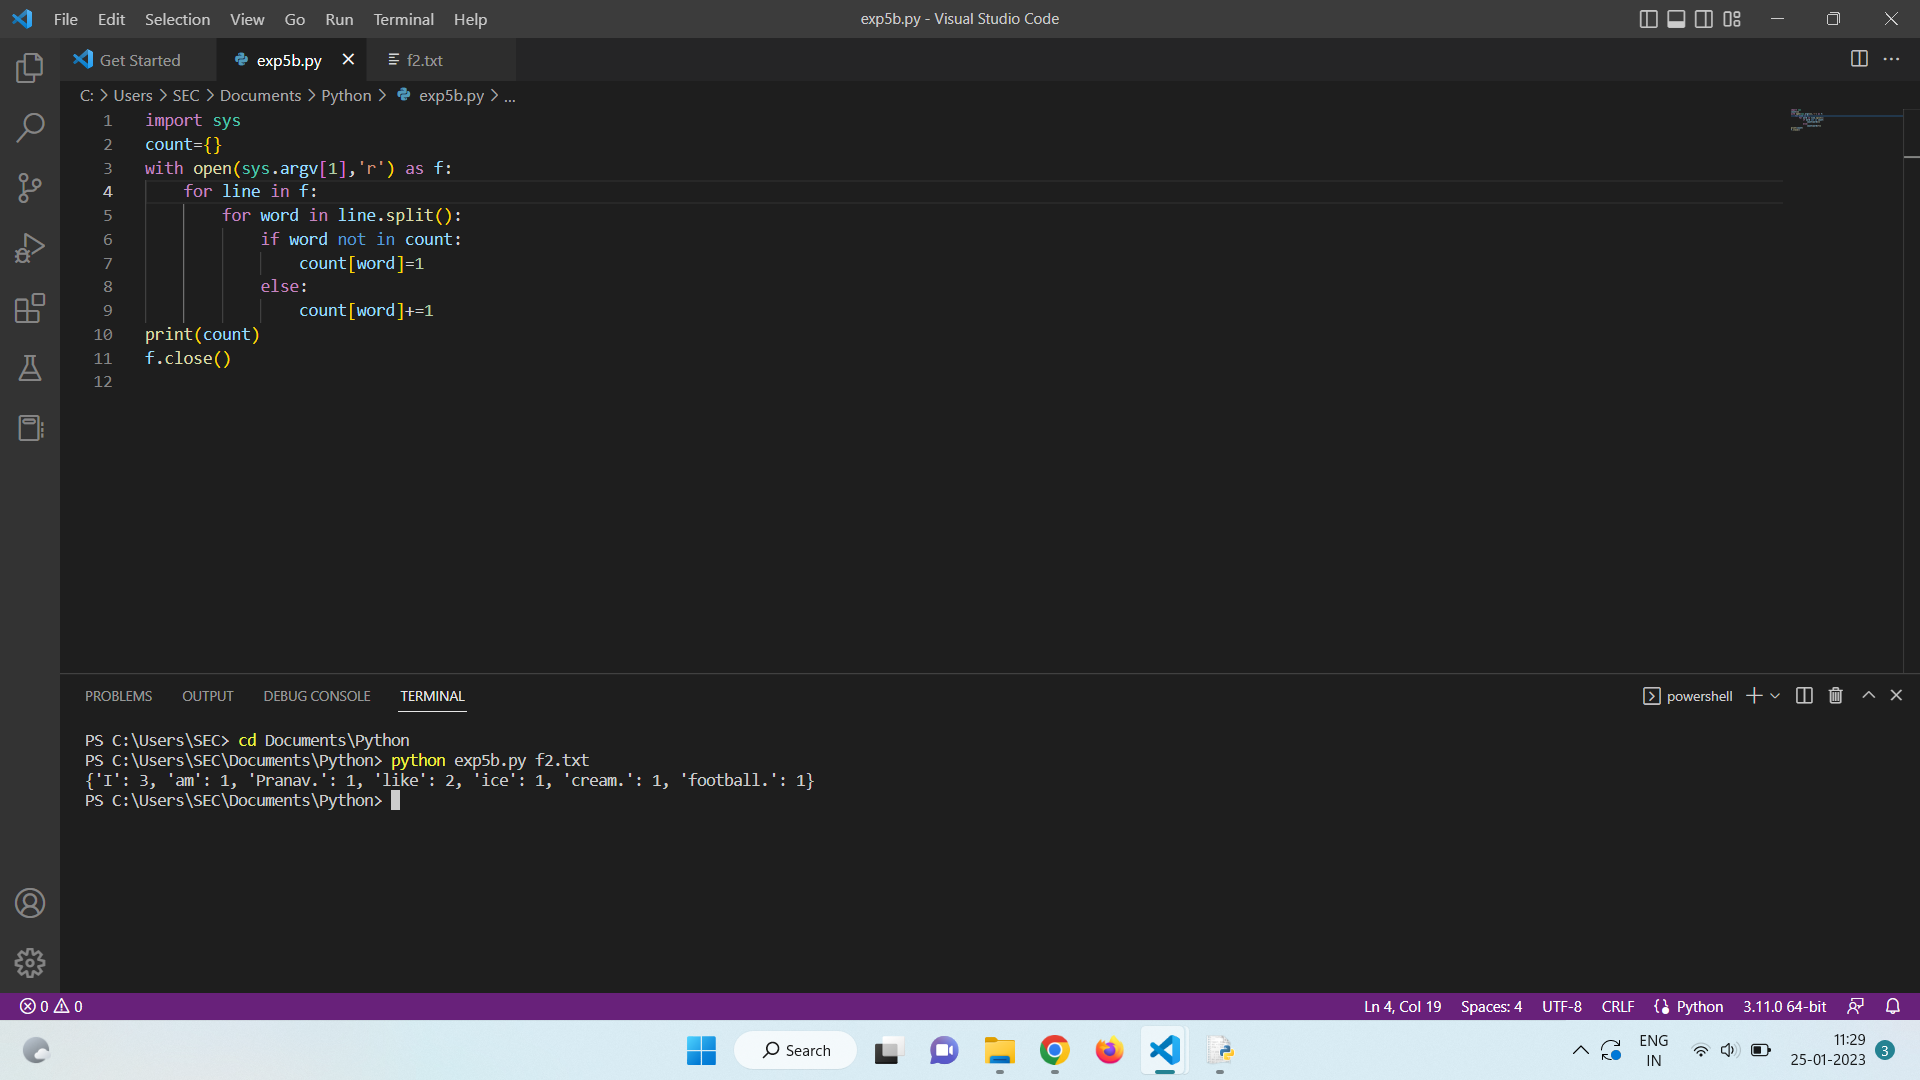 File Edit Selection View Go Run Terminal Help
exp5b.py - Visual Studio Code
Get Started exp5b.py f2.txt
C: > Users > SEC > Documents > Python > exp5b.py > ...
1 import sys
2 count={}
3 with open(sys.argv[1],'r') as f:
4     for line in f:
5         for word in line.split():
6             if word not in count:
7                 count[word]=1
8             else:
9                 count[word]+=1
10 print(count)
11 f.close()
12
PROBLEMS OUTPUT DEBUG CONSOLE TERMINAL
powershell
PS C:\Users\SEC> cd Documents\Python
PS C:\Users\SEC\Documents\Python> python exp5b.py f2.txt
{'I': 3, 'am': 1, 'Pranav.': 1, 'like': 2, 'ice': 1, 'cream.': 1, 'football.': 1}
PS C:\Users\SEC\Documents\Python>
0 0
Ln 4, Col 19 Spaces: 4 UTF-8 CRLF Python 3.11.0 64-bit
Search
ENG
IN
11:29
25-01-2023
3